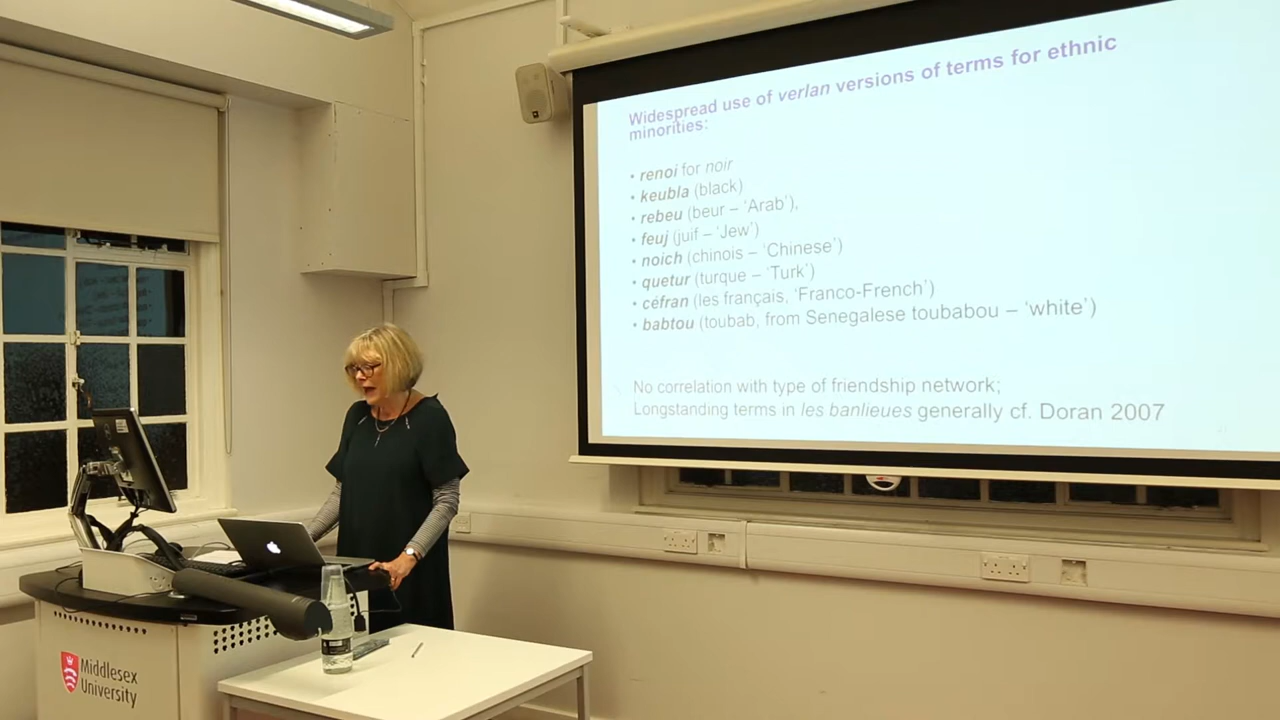 Widespread use of verlan versions of terms for ethnic
minorities:
• renoi for noir
• keubla (black)
• rebeu (beur – ‘Arab’),
• feuj (juif – ‘Jew’)
• noich (chinois – ‘Chinese’)
• quetur (turque – ‘Turk’)
• céfran (les français, ‘Franco-French’)
• babtou (toubab, from Senegalese toubabou – ‘white’)
No correlation with type of friendship network;
Longstanding terms in les banlieues generally cf. Doran 2007
Middlesex
University